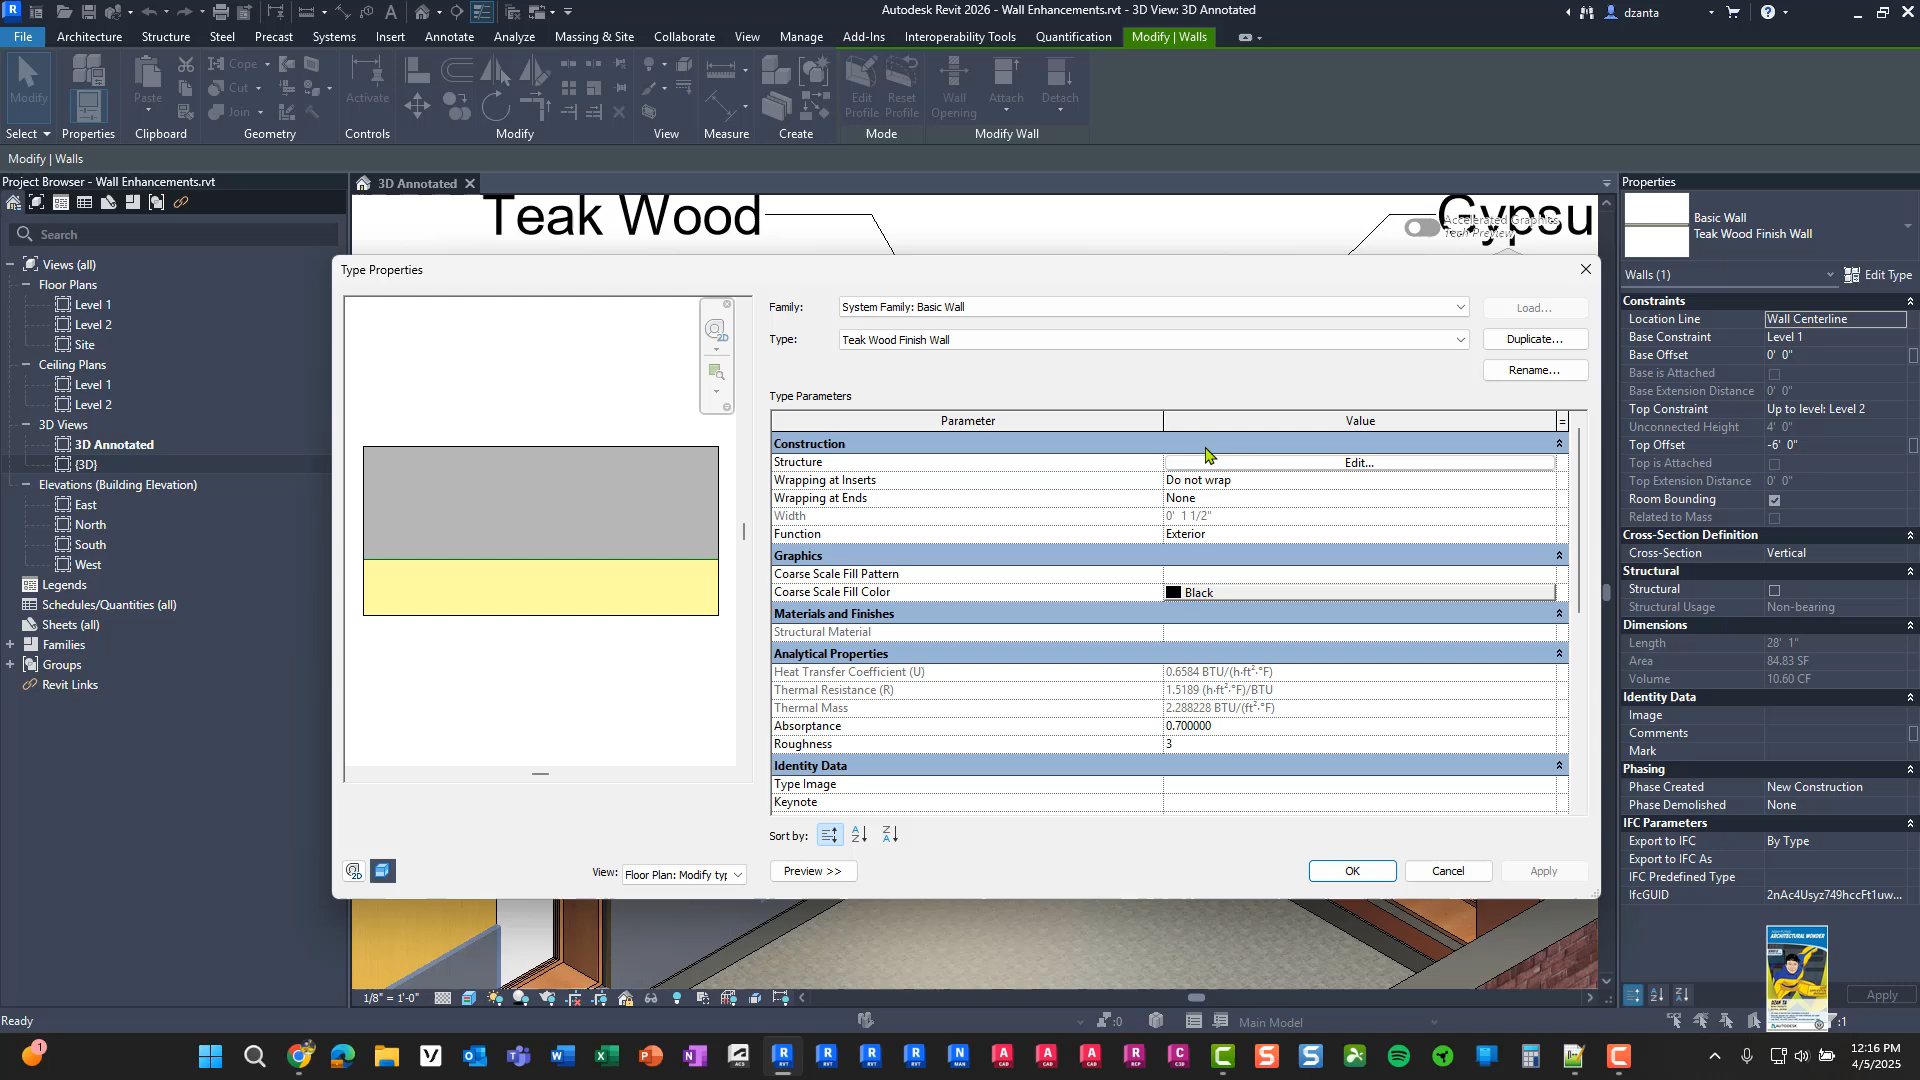 Autodesk Revit 2026 - Wall Enhancements.rvt - 3D View: 3D Annotated
dzanta
File
Architecture
Structure
Steel
Precast
Systems
Insert
Annotate
Analyze
Massing & Site
Collaborate
View
Manage
Add-Ins
Interoperability Tools
Quantification
Modify | Walls
Modify
Paste
Cope
Cut
Join
Activate
Edit Profile
Reset Profile
Wall Opening
Attach
Detach
Select
Properties
Clipboard
Geometry
Controls
Modify
View
Measure
Create
Mode
Modify Wall
Modify | Walls
Project Browser - Wall Enhancements.rvt
Search
Views (all)
Floor Plans
Level 1
Level 2
Site
Ceiling Plans
Level 1
Level 2
3D Views
3D Annotated
{3D}
Elevations (Building Elevation)
East
North
South
West
Legends
Schedules/Quantities (all)
Sheets (all)
Families
Groups
Revit Links
3D Annotated
Teak Wood
Gypsu
Accelerated Graphics
Tech Preview
Type Properties
Family:
System Family: Basic Wall
Load...
Type:
Teak Wood Finish Wall
Duplicate...
Rename...
Type Parameters
Parameter Value =
Construction
Structure Edit...
Wrapping at Inserts Do not wrap
Wrapping at Ends None
Width 0' 1 1/2"
Function Exterior
Graphics
Coarse Scale Fill Pattern
Coarse Scale Fill Color Black
Materials and Finishes
Structural Material
Analytical Properties
Heat Transfer Coefficient (U) 0.6584 BTU/(h·ft²·°F)
Thermal Resistance (R) 1.5189 (h·ft²·°F)/BTU
Thermal Mass 2.288228 BTU/(ft²·°F)
Absorptance 0.700000
Roughness 3
Identity Data
Type Image
Keynote
Sort by:
View: Floor Plan: Modify typ
Preview >>
OK
Cancel
Apply
Properties
Basic Wall
Teak Wood Finish Wall
Walls (1)
Edit Type
Constraints
Location Line Wall Centerline
Base Constraint Level 1
Base Offset 0' 0"
Base is Attached
Base Extension Distance 0' 0"
Top Constraint Up to level: Level 2
Unconnected Height 4' 0"
Top Offset -6' 0"
Top is Attached
Top Extension Distance 0' 0"
Room Bounding
Related to Mass
Cross-Section Definition
Cross-Section Vertical
Structural
Structural
Structural Usage Non-bearing
Dimensions
Length 28' 1"
Area 84.83 SF
Volume 10.60 CF
Identity Data
Image
Comments
Mark
Phasing
Phase Created New Construction
Phase Demolished None
IFC Parameters
Export to IFC By Type
Export to IFC As
IFC Predefined Type
IfcGUID 2nAc4Usyz749hccFt1uw...
ARCHITECTURAL WONDER
AUTODESK
Apply
1/8" = 1'-0"
Ready
:0
Main Model
:1
12:16 PM
4/5/2025